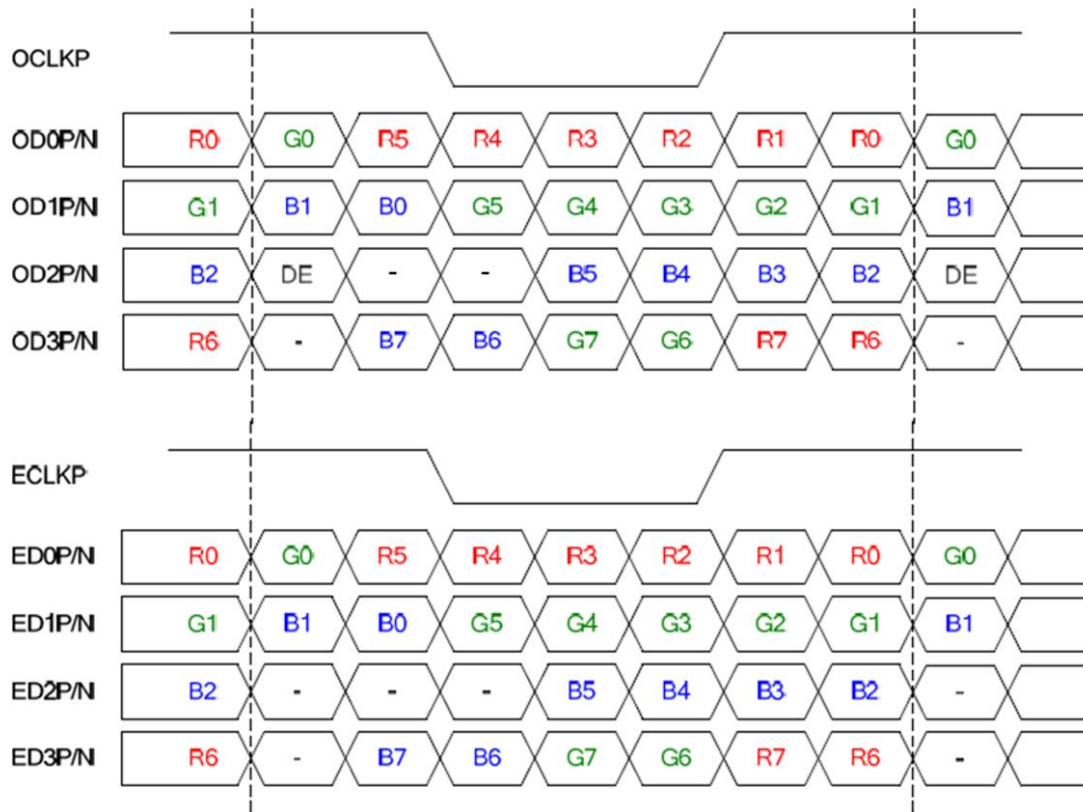 OCLKP
OD0P/N R0 G0 R5 R4 R3 R2 R1 R0 G0
OD1P/N G1 B1 B0 G5 G4 G3 G2 G1 B1
OD2P/N B2 DE - - B5 B4 B3 B2 DE
OD3P/N R6 - B7 B6 G7 G6 R7 R6 -
ECLKP
ED0P/N R0 G0 R5 R4 R3 R2 R1 R0 G0
ED1P/N G1 B1 B0 G5 G4 G3 G2 G1 B1
ED2P/N B2 - - - B5 B4 B3 B2 -
ED3P/N R6 - B7 B6 G7 G6 R7 R6 -